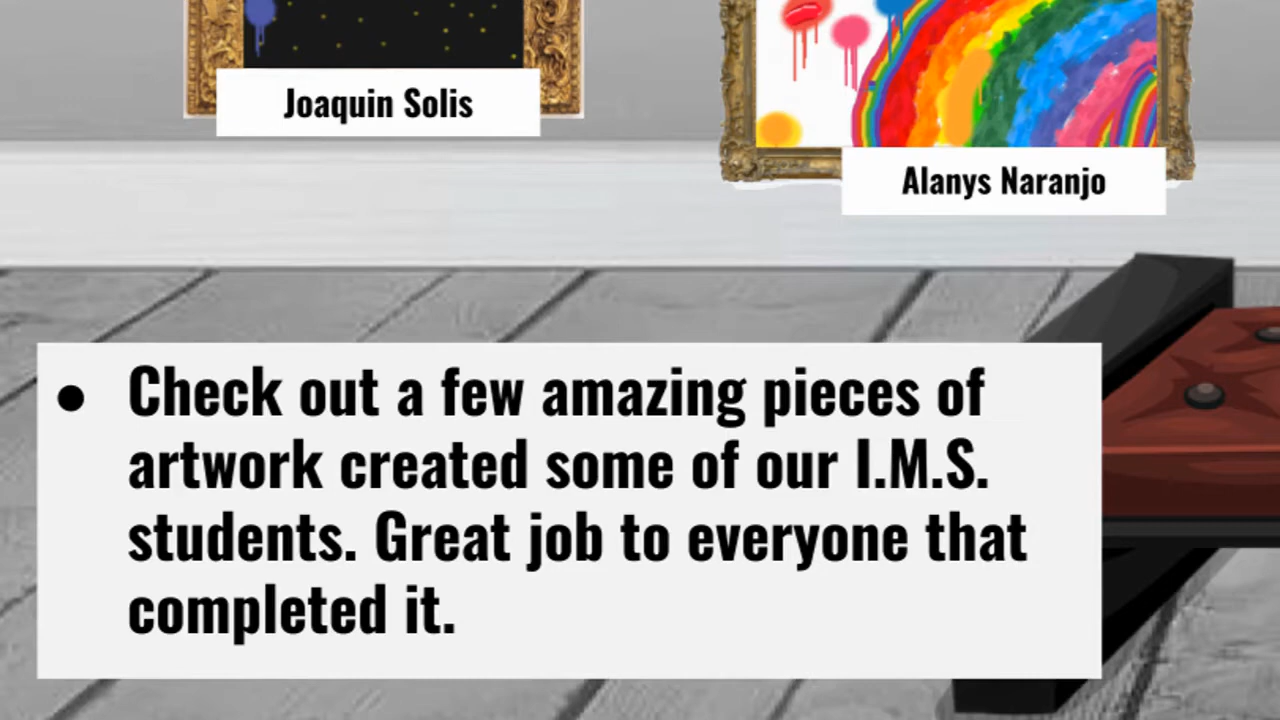 Joaquin Solis
Alanys Naranjo
● Check out a few amazing pieces of
artwork created some of our I.M.S.
students. Great job to everyone that
completed it.